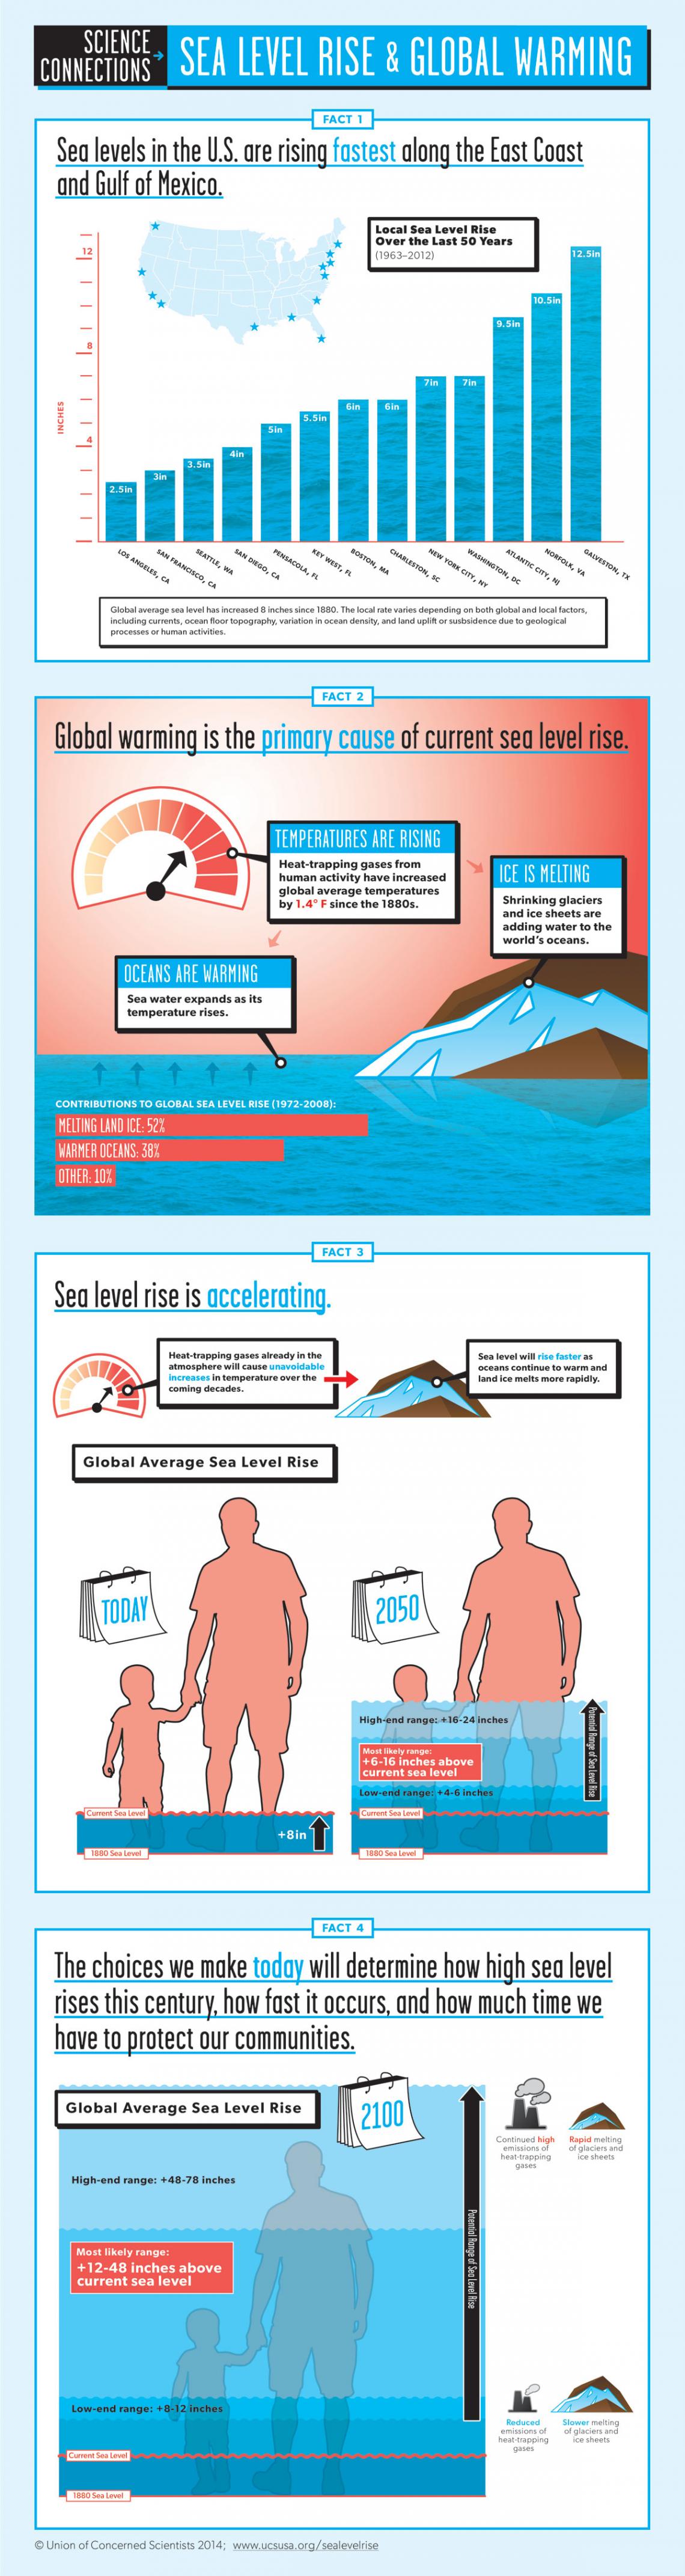 SCIENCE
CONNECTIONS
SEA LEVEL RISE & GLOBAL WARMING
FACT 1
Sea levels in the U.S. are rising fastest along the East Coast
and Gulf of Mexico.
Local Sea Level Rise
Over the Last 50 Years
(1963–2012)
INCHES
12
8
4
2.5in
3in
3.5in
4in
5in
5.5in
6in
6in
7in
7in
9.5in
10.5in
12.5in
LOS ANGELES, CA
SAN FRANCISCO, CA
SEATTLE, WA
SAN DIEGO, CA
PENSACOLA, FL
KEY WEST, FL
BOSTON, MA
CHARLESTON, SC
NEW YORK CITY, NY
WASHINGTON, DC
ATLANTIC CITY, NJ
NORFOLK, VA
GALVESTON, TX
Global average sea level has increased 8 inches since 1880. The local rate varies depending on both global and local factors,
including currents, ocean floor topography, variation in ocean density, and land uplift or susbsidence due to geological
processes or human activities.
FACT 2
Global warming is the primary cause of current sea level rise.
TEMPERATURES ARE RISING
Heat-trapping gases from
human activity have increased
global average temperatures
by 1.4° F since the 1880s.
ICE IS MELTING
Shrinking glaciers
and ice sheets are
adding water to the
world's oceans.
OCEANS ARE WARMING
Sea water expands as its
temperature rises.
CONTRIBUTIONS TO GLOBAL SEA LEVEL RISE (1972-2008):
MELTING LAND ICE: 52%
WARMER OCEANS: 38%
OTHER: 10%
FACT 3
Sea level rise is accelerating.
Heat-trapping gases already in the
atmosphere will cause unavoidable
increases in temperature over the
coming decades.
Sea level will rise faster as
oceans continue to warm and
land ice melts more rapidly.
Global Average Sea Level Rise
TODAY
Current Sea Level
+8in
1880 Sea Level
2050
High-end range: +16-24 inches
Most likely range:
+6-16 inches above
current sea level
Low-end range: +4-6 inches
Potential Range of Sea Level Rise
Current Sea Level
1880 Sea Level
FACT 4
The choices we make today will determine how high sea level
rises this century, how fast it occurs, and how much time we
have to protect our communities.
Global Average Sea Level Rise
2100
High-end range: +48-78 inches
Most likely range:
+12-48 inches above
current sea level
Low-end range: +8-12 inches
Current Sea Level
1880 Sea Level
Potential Range of Sea Level Rise
Continued high
emissions of
heat-trapping
gases
Rapid melting
of glaciers and
ice sheets
Reduced
emissions of
heat-trapping
gases
Slower melting
of glaciers and
ice sheets
© Union of Concerned Scientists 2014; www.ucsusa.org/sealevelrise